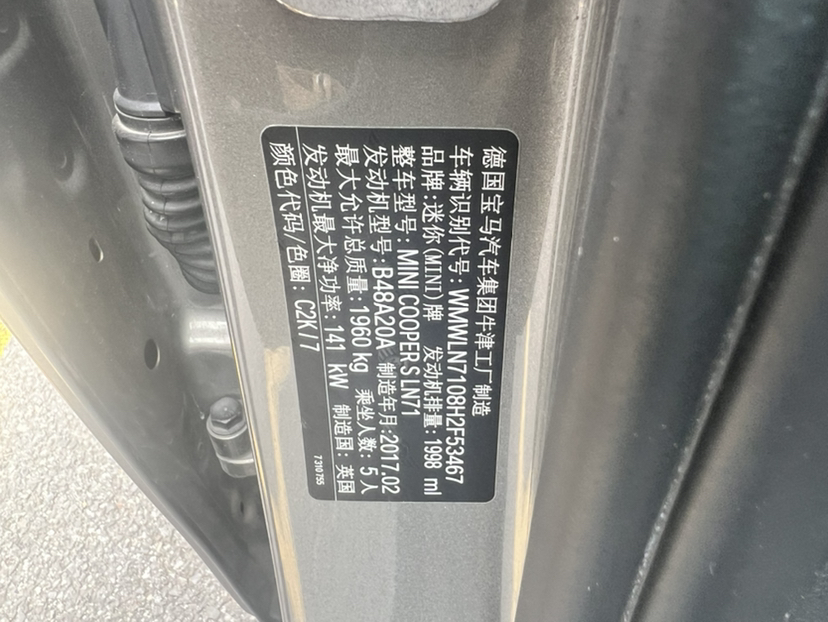 德国宝马汽车集团牛津工厂制造
车辆识别代号:WMWLN7108H2F53467
品牌:迷你(MINI)牌 发动机排量:1998 ml
整车型号:MINI COOPER S LN71
发动机型号:B48A20A 制造年月:2017.02
最大允许总质量:1960 kg 乘坐人数:5人
发动机最大净功率:141 kW 制造国:英国
颜色代码/色圈:C2K/7
7310755